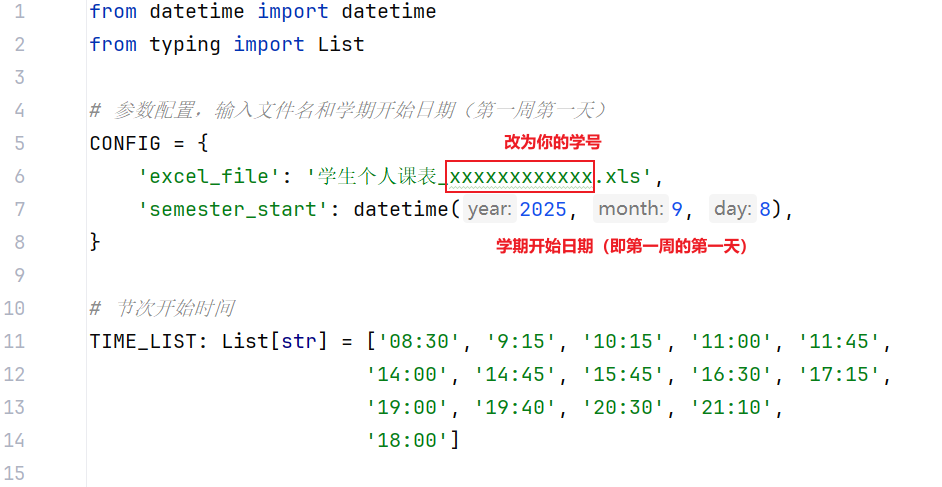 1 from datetime import datetime
2 from typing import List
3
4 # 参数配置，输入文件名和学期开始日期（第一周第一天）
5 CONFIG = {
改为你的学号
6 'excel_file': '学生个人课表_xxxxxxxxxxxx.xls',
7 'semester_start': datetime( year: 2025, month: 9, day: 8),
8 }
学期开始日期（即第一周的第一天）
9
10 # 节次开始时间
11 TIME_LIST: List[str] = ['08:30', '9:15', '10:15', '11:00', '11:45',
12 '14:00', '14:45', '15:45', '16:30', '17:15',
13 '19:00', '19:40', '20:30', '21:10',
14 '18:00']
15